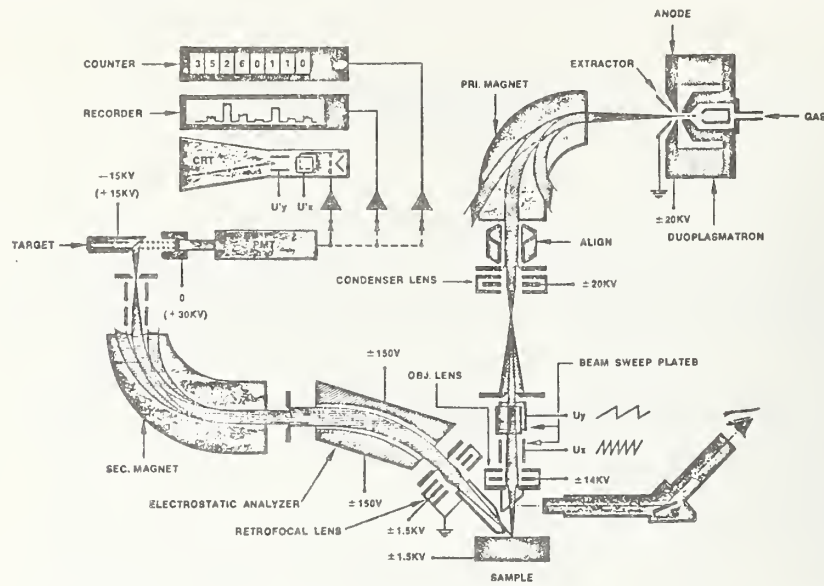 ANODE
EXTRACTOR
COUNTER
3 5 2 6 0 1 1 0
PRI. MAGNET
RECORDER
GAS
CRT
U'y U'x
−15KV
(+15KV)
±20KV
DUOPLASMATRON
TARGET
PMT
ALIGN
CONDENSER LENS
±20KV
0
(+30KV)
±150V
OBJ. LENS
BEAM SWEEP PLATEB
Uy
Ux
SEC. MAGNET
±14KV
ELECTROSTATIC ANALYZER
±150V
RETROFOCAL LENS
±1.5KV
±1.5KV
SAMPLE